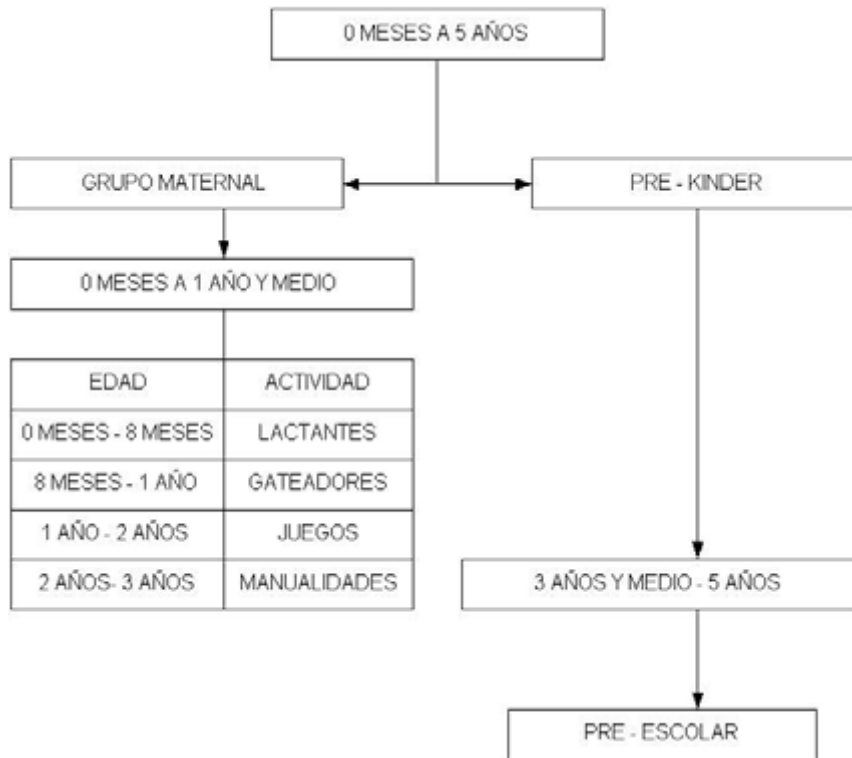 0 MESES A 5 AÑOS
GRUPO MATERNAL
PRE - KINDER
0 MESES A 1 AÑO Y MEDIO
EDAD ACTIVIDAD
0 MESES - 8 MESES LACTANTES
8 MESES - 1 AÑO GATEADORES
1 AÑO - 2 AÑOS JUEGOS
2 AÑOS- 3 AÑOS MANUALIDADES
3 AÑOS Y MEDIO - 5 AÑOS
PRE - ESCOLAR